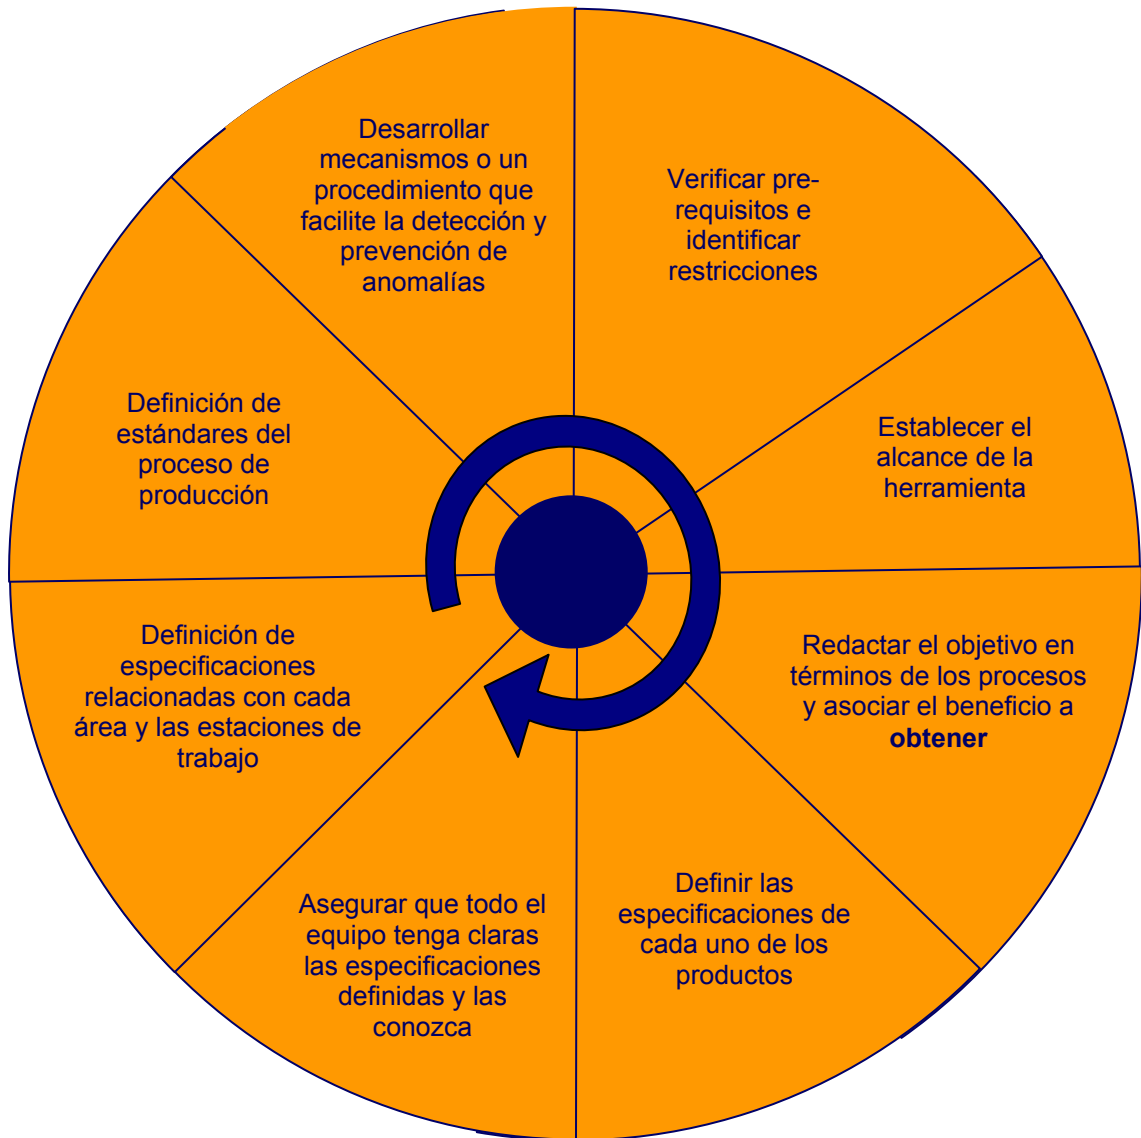 Verificar pre-
requisitos e
identificar
restricciones
Establecer el
alcance de la
herramienta
Redactar el objetivo en
términos de los procesos
y asociar el beneficio a
obtener
Definir las
especificaciones de
cada uno de los
productos
Asegurar que todo el
equipo tenga claras
las especificaciones
definidas y las
conozca
Definición de
especificaciones
relacionadas con cada
área y las estaciones de
trabajo
Definición de
estándares del
proceso de
producción
Desarrollar
mecanismos o un
procedimiento que
facilite la detección y
prevención de
anomalías